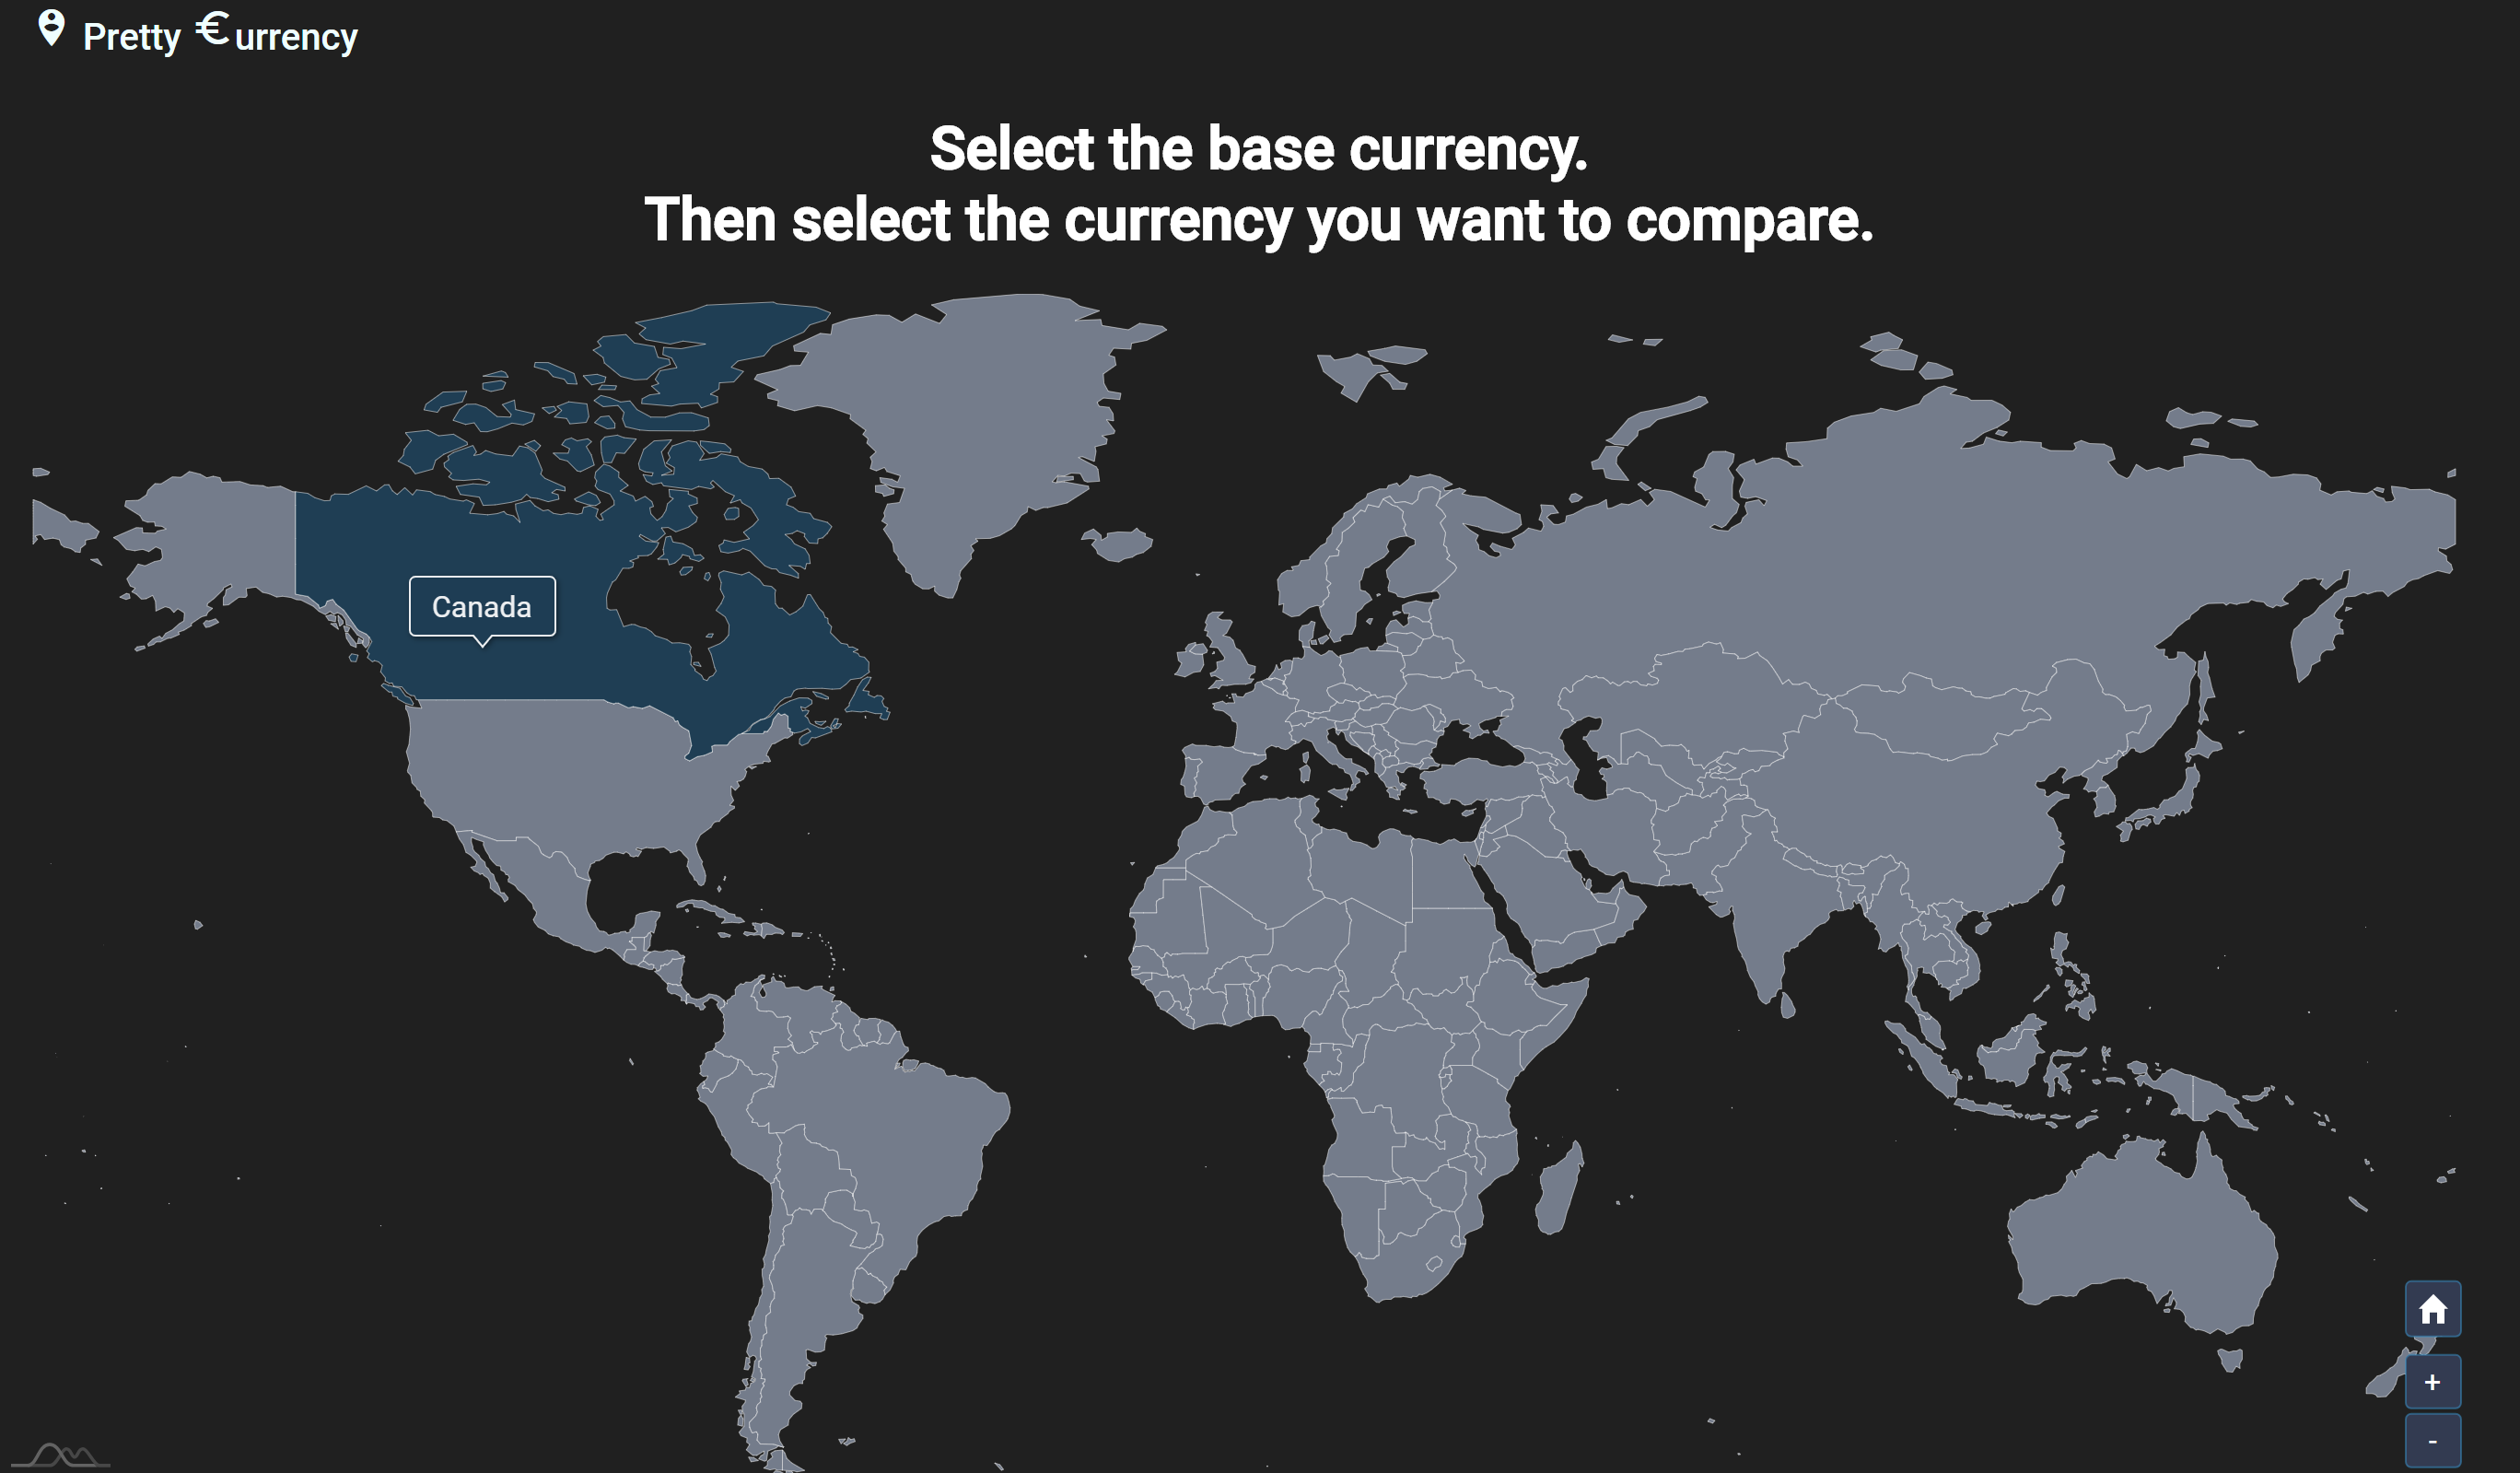 Pretty €urrency
Select the base currency.
Then select the currency you want to compare.
Canada
+
-